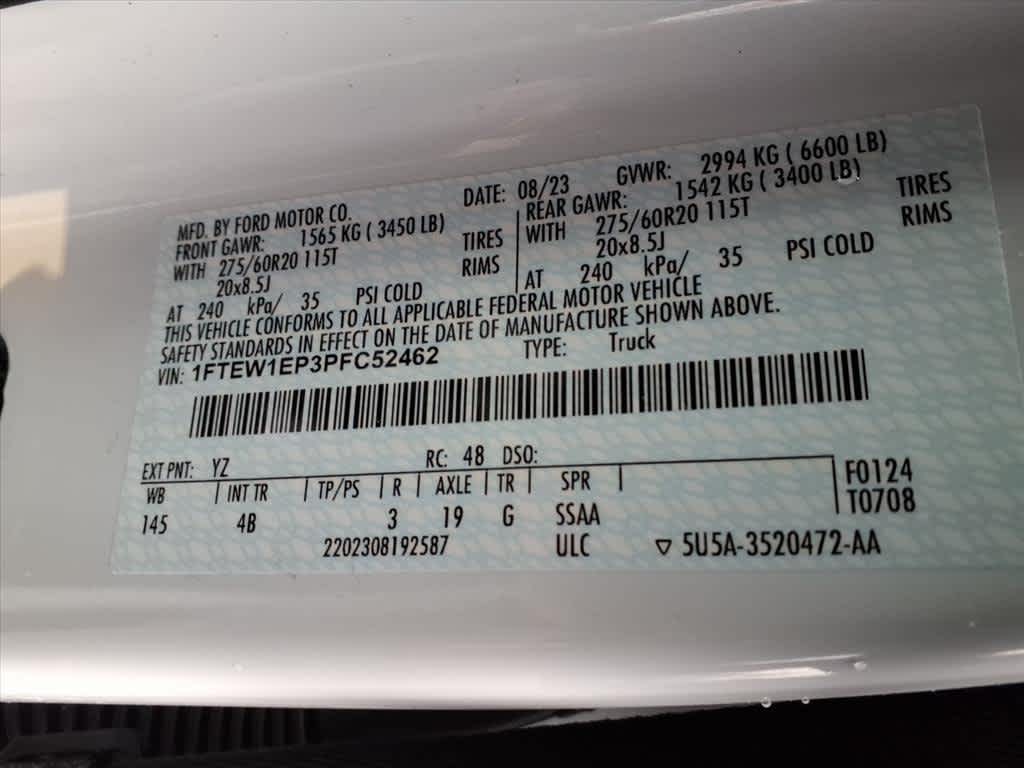 MFD. BY FORD MOTOR CO. DATE: 08/23 GVWR: 2994 KG ( 6600 LB)
FRONT GAWR: 1565 KG ( 3450 LB)
WITH 275/60R20 115T TIRES
20x8.5J RIMS
AT 240 kPa/ 35 PSI COLD
REAR GAWR: 1542 KG ( 3400 LB)
WITH 275/60R20 115T TIRES
20x8.5J RIMS
AT 240 kPa/ 35 PSI COLD
THIS VEHICLE CONFORMS TO ALL APPLICABLE FEDERAL MOTOR VEHICLE
SAFETY STANDARDS IN EFFECT ON THE DATE OF MANUFACTURE SHOWN ABOVE.
VIN: 1FTEW1EP3PFC52462 TYPE: Truck
EXT PNT: YZ RC: 48 DSO:
WB INT TR TP/PS R AXLE TR SPR F0124
145 4B 3 19 G SSAA T0708
2202308192587 ULC ▽ 5U5A-3520472-AA